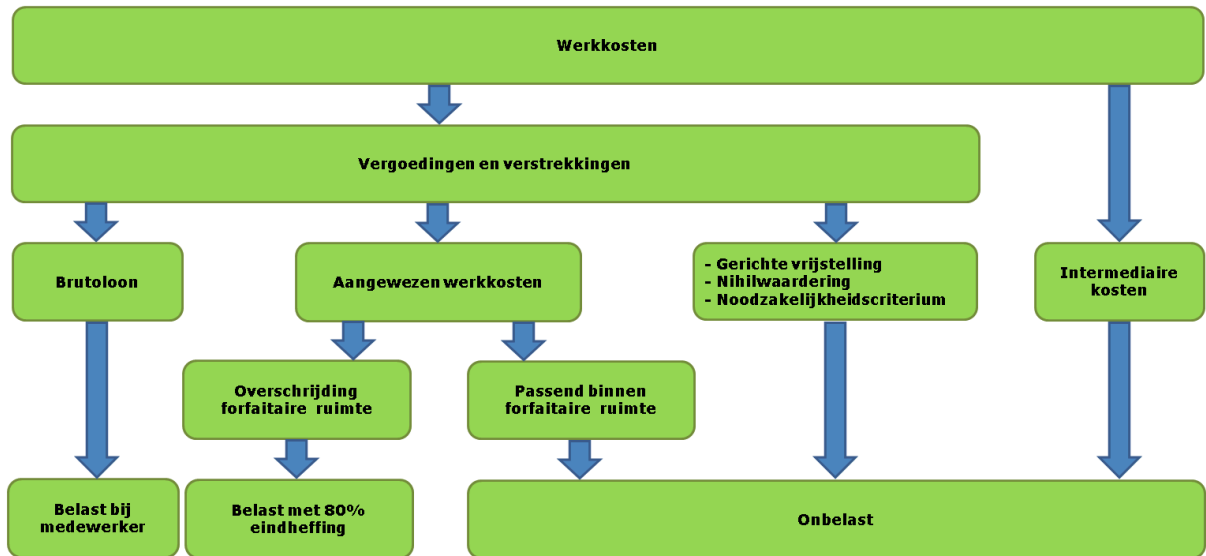 Werkkosten
Vergoedingen en verstrekkingen
Brutoloon
Aangewezen werkkosten
- Gerichte vrijstelling
- Nihilwaardering
- Noodzakelijkheidscriterium
Intermediaire
kosten
Overschrijding
forfaitaire ruimte
Passend binnen
forfaitaire ruimte
Belast bij
medewerker
Belast met 80%
eindheffing
Onbelast